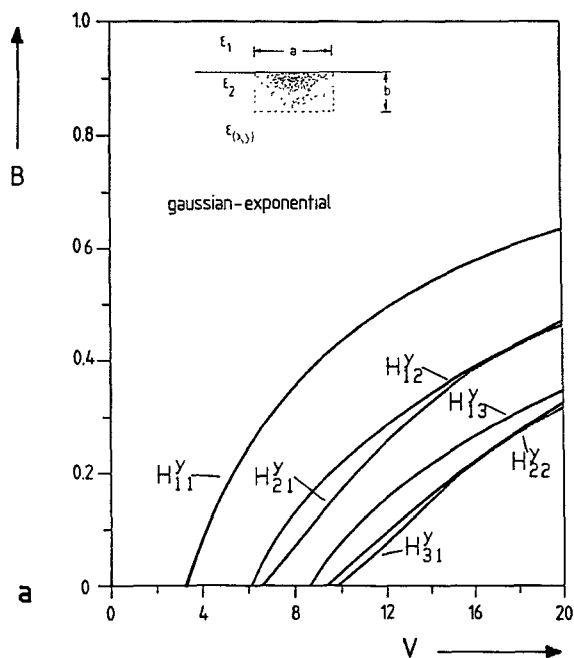 1.0
ε1
a
ε2
b
ε(x,y)
0.8
B
gaussian-exponential
0.6
0.4
H^y_12
H^y_13
H^y_11
H^y_21
H^y_22
0.2
H^y_31
0
a
0 4 8 12 16 20
V